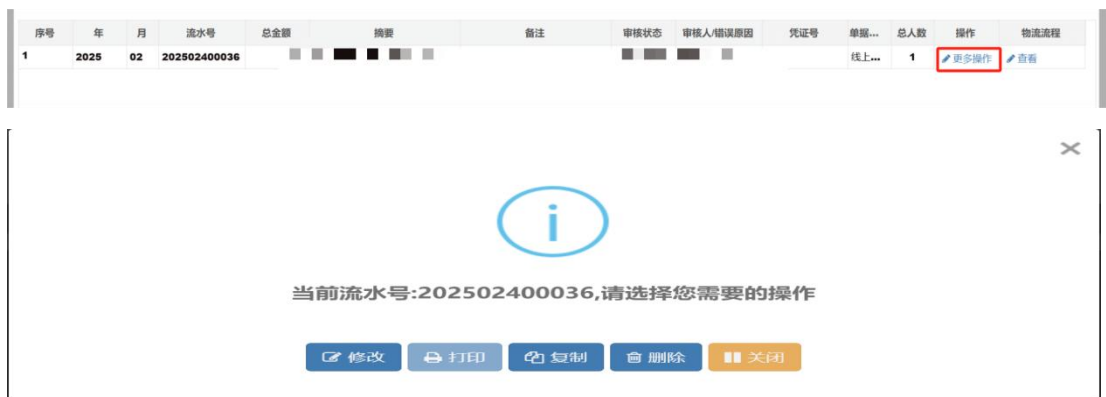 序号 年 月 流水号 总金额 摘要 备注 审核状态 审核人/错误原因 凭证号 单据... 总人数 操作 物流流程
1 2025 02 202502400036 线上... 1 更多操作 查看
当前流水号:202502400036,请选择您需要的操作
修改 打印 复制 删除 关闭